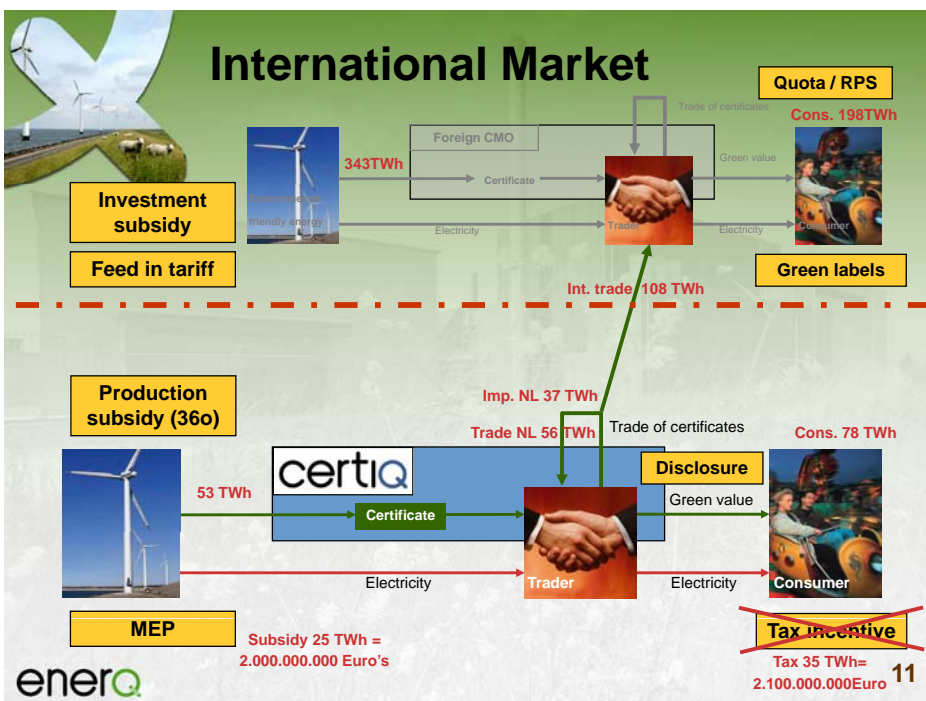 International Market
Quota / RPS
Trade of certificates
Cons. 198TWh
Foreign CMO
343TWh
Certificate
Green value
Investment
subsidy
friendly energy
Electricity
Trader
Electricity
Consumer
Feed in tariff
Green labels
Int. trade 108 TWh
Production
subsidy (36o)
Imp. NL 37 TWh
Trade NL 56 TWh
Trade of certificates
Cons. 78 TWh
certiQ
Disclosure
53 TWh
Green value
Certificate
Electricity
Trader
Electricity
Consumer
MEP
Subsidy 25 TWh =
2.000.000.000 Euro's
Tax incentive
Tax 35 TWh=
2.100.000.000Euro
11
enerQ